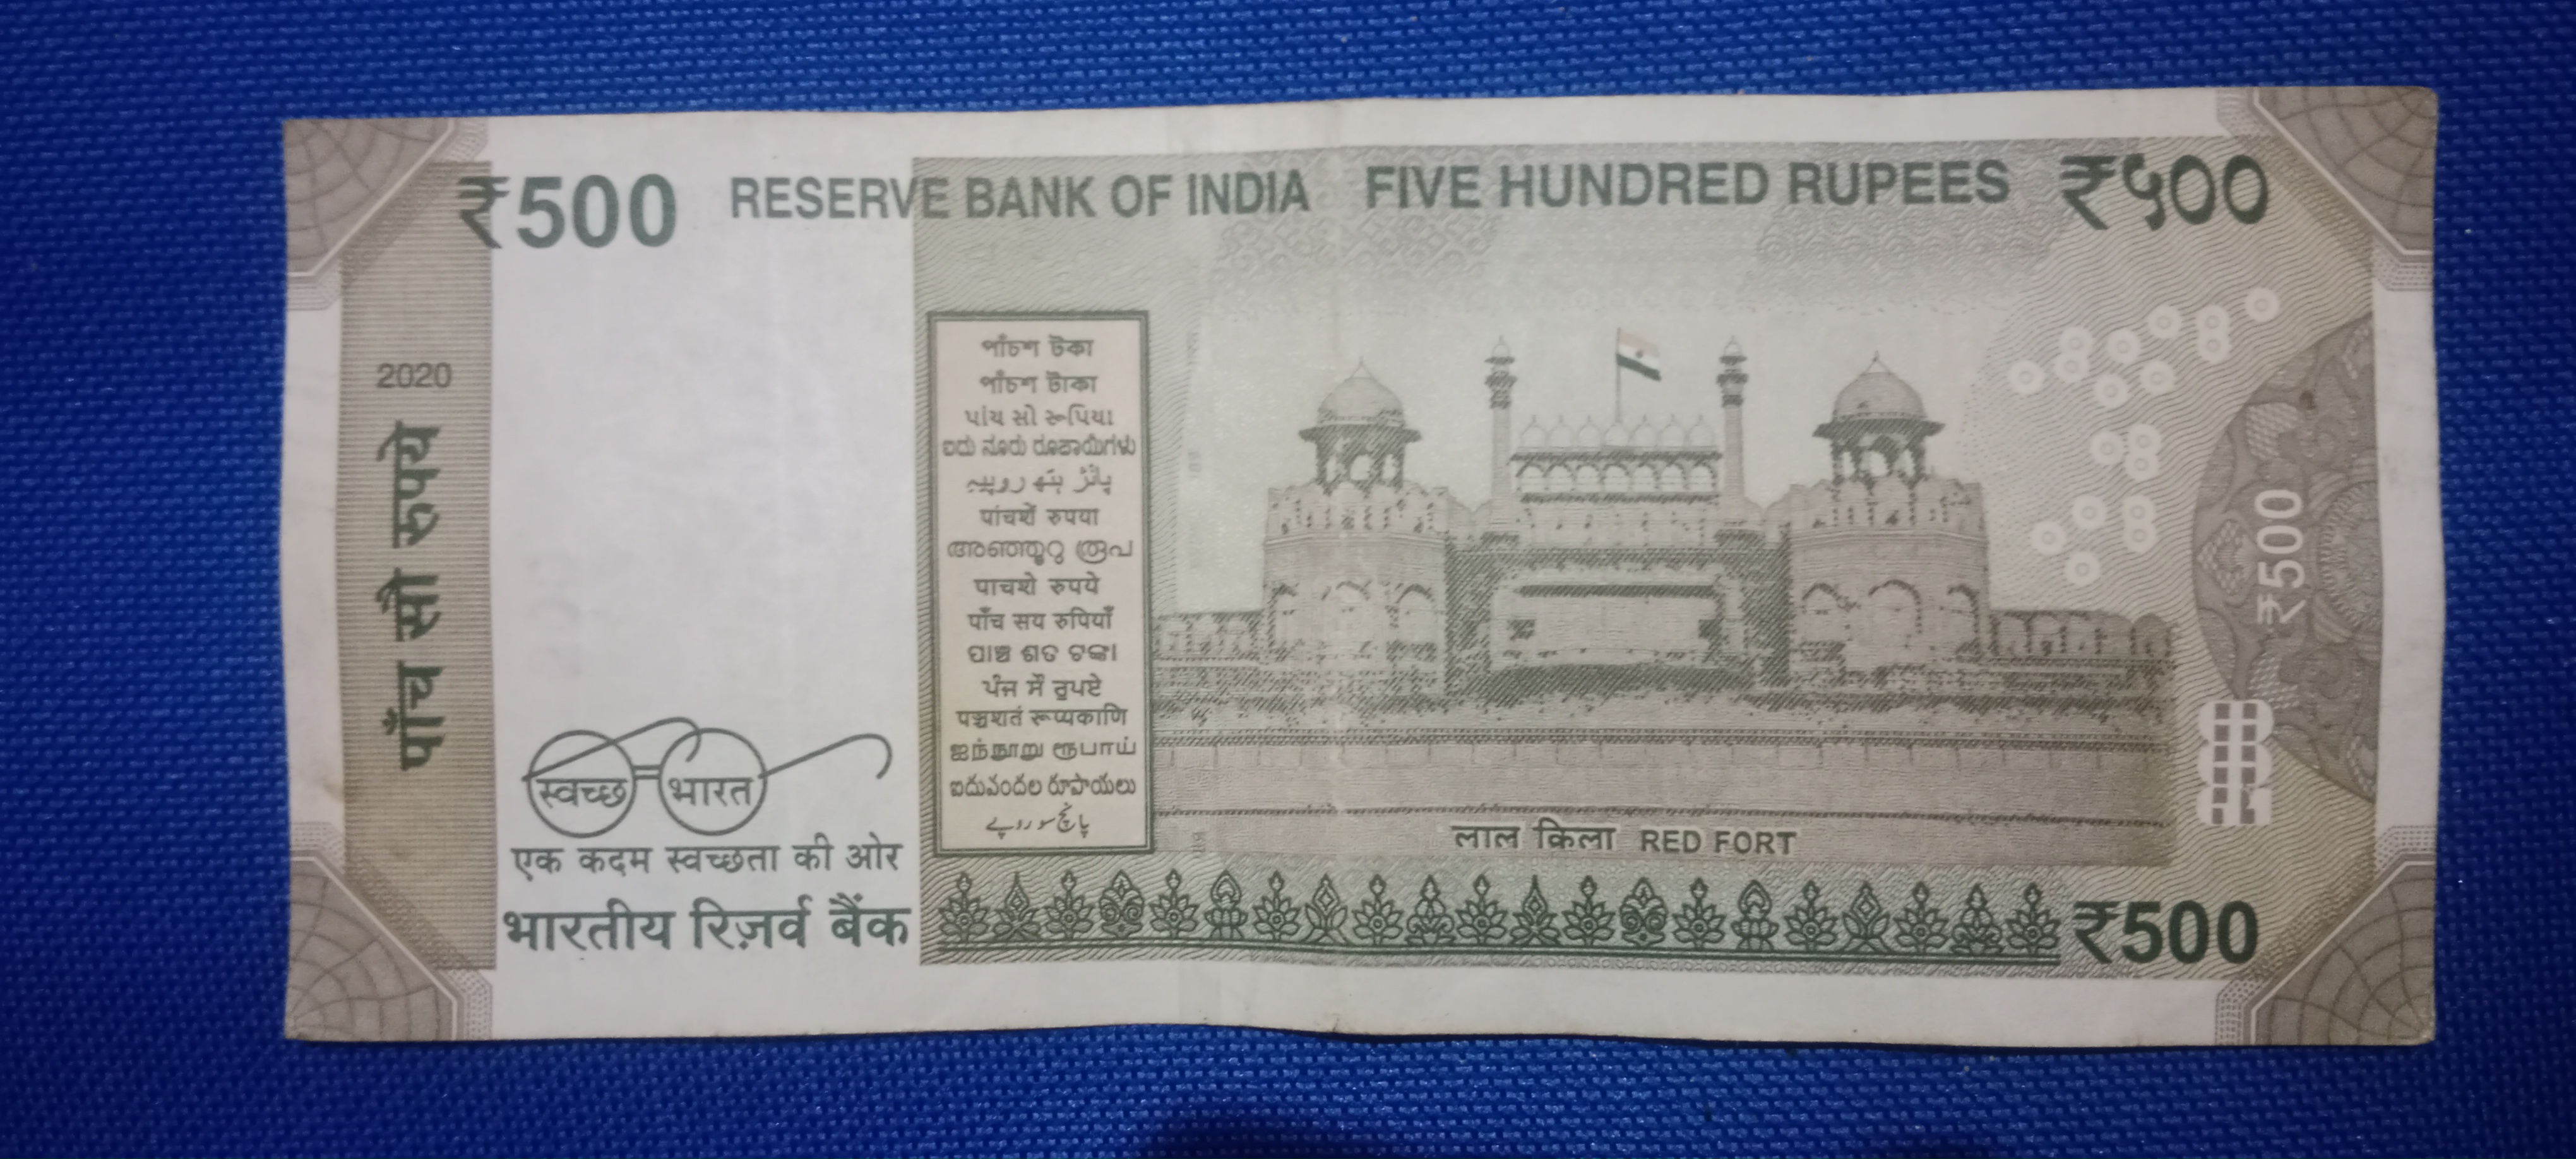 ₹500 RESERVE BANK OF INDIA FIVE HUNDRED RUPEES ₹५००
2020
पाँच सौ रुपये
পাঁচশ টকা
পাঁচশ টাকা
પાંચ સો રૂપિયા
ಐದು ನೂರು ರೂಪಾಯಿಗಳು
پانٛژ ہَتھ روپیہِ
पांचशें रुपया
അഞ്ഞൂറു രൂപ
पाचशे रुपये
पाँच सय रुपियाँ
ପାଞ୍ଚ ଶତ ଟଙ୍କା
ਪੰਜ ਸੌ ਰੁਪਏ
पञ्चशतं रूप्यकाणि
ஐந்நூறு ரூபாய்
ఐదువందల రూపాయలు
پانچ سو روپے
₹500
स्वच्छ भारत
एक कदम स्वच्छता की ओर
भारतीय रिज़र्व बैंक
लाल क़िला RED FORT
₹500